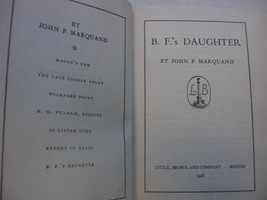 BY
JOHN P. MARQUAND
HAVEN'S END
THE LATE GEORGE APLEY
WICKFORD POINT
H. M. PULHAM, ESQUIRE
SO LITTLE TIME
REPENT IN HASTE
B. F.'S DAUGHTER
B. F.'s DAUGHTER
BY JOHN P. MARQUAND
L B
LITTLE, BROWN AND COMPANY · BOSTON
1946